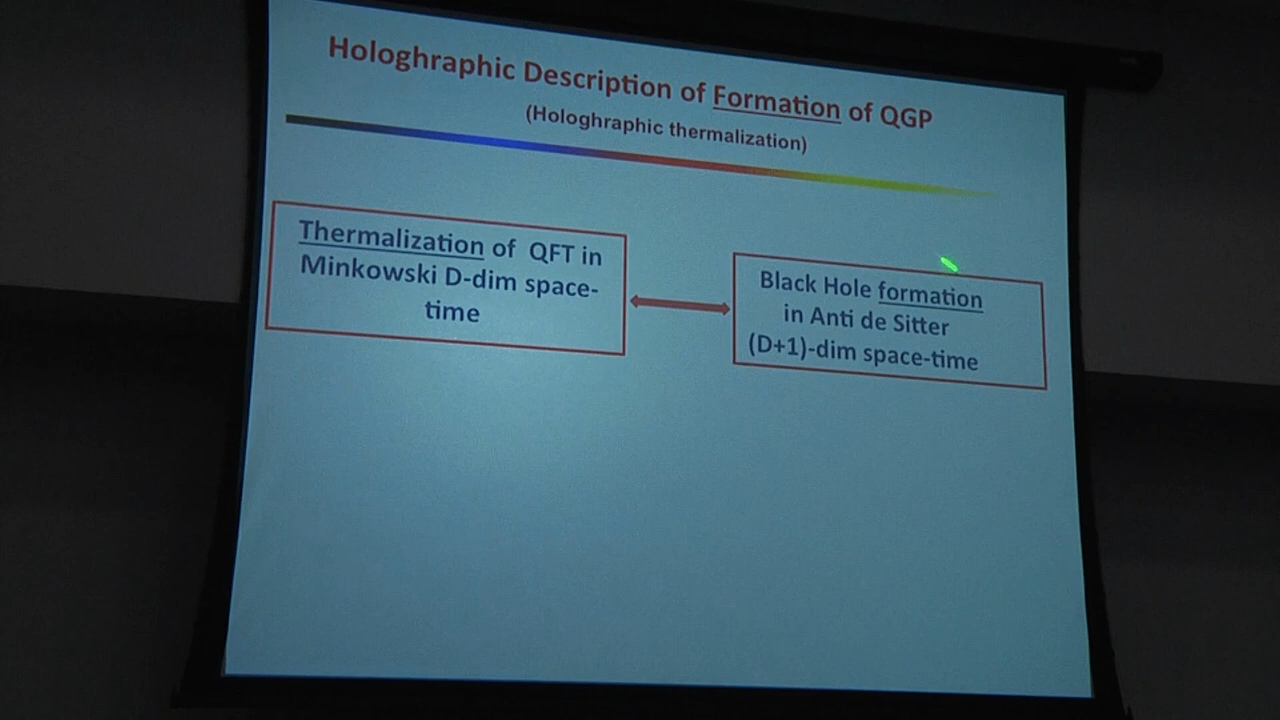 Hologhraphic Description of Formation of QGP
(Hologhraphic thermalization)
Thermalization of QFT in
Minkowski D-dim space-
time
Black Hole formation
in Anti de Sitter
(D+1)-dim space-time